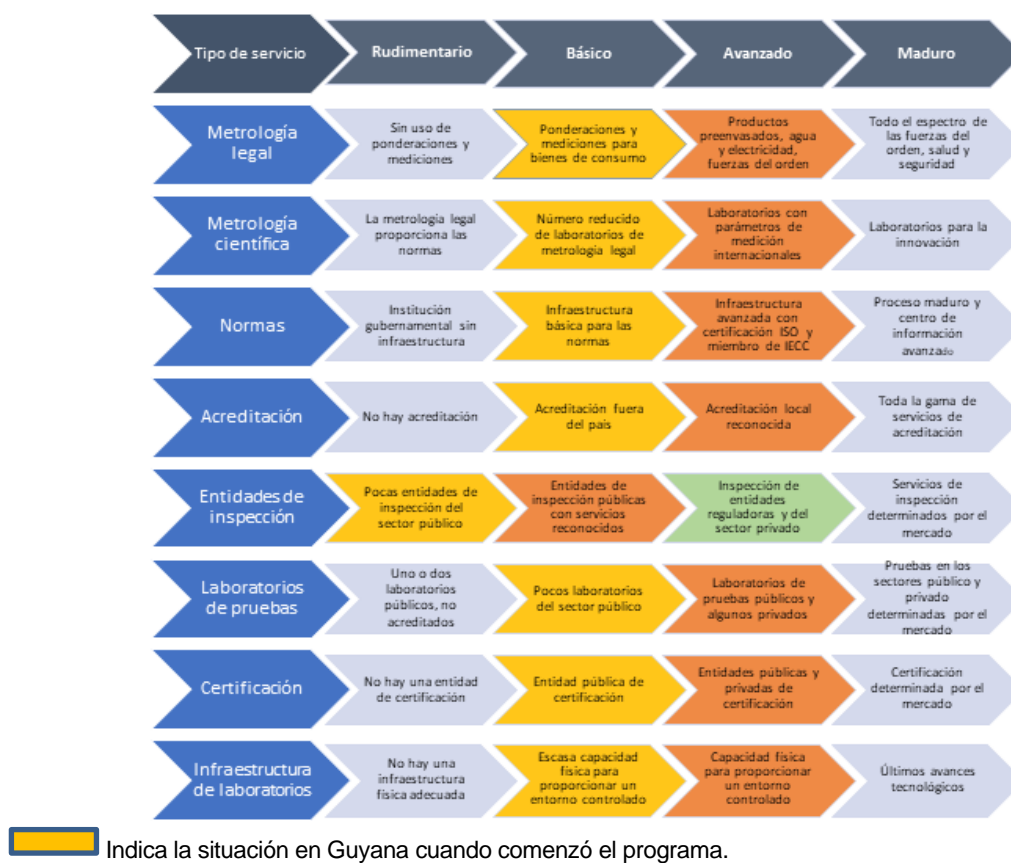 Tipo de servicio
Rudimentario
Básico
Avanzado
Maduro
Metrología
legal
Sin uso de
ponderaciones y
mediciones
Ponderaciones y
mediciones para
bienes de consumo
Productos
preenvasados, agua
y electricidad,
fuerzas del orden
Todo el espectro de
las fuerzas del
orden, salud y
seguridad
Metrología
científica
La metrología legal
proporciona las
normas
Número reducido
de laboratorios de
metrología legal
Laboratorios con
parámetros de
medición
internacionales
Laboratorios para la
innovación
Normas
Institución
gubernamental sin
infraestructura
Infraestructura
básica para las
normas
Infraestructura
avanzada con
certificación ISO y
miembro de IECC
Proceso maduro y
centro de
información
avanzado
Acreditación
No hay acreditación
Acreditación fuera
del país
Acreditación local
reconocida
Toda la gama de
servicios de
acreditación
Entidades de
inspección
Pocas entidades de
inspección del
sector público
Entidades de
inspección públicas
con servicios
reconocidos
Inspección de
entidades
reguladoras y del
sector privado
Servicios de
inspección
determinados por el
mercado
Laboratorios
de pruebas
Uno o dos
laboratorios
públicos, no
acreditados
Pocos laboratorios
del sector público
Laboratorios de
pruebas públicos y
algunos privados
Pruebas en los
sectores público y
privado
determinadas por el
mercado
Certificación
No hay una entidad
de certificación
Entidad pública de
certificación
Entidades públicas y
privadas de
certificación
Certificación
determinada por el
mercado
Infraestructura
de laboratorios
No hay una
infraestructura
física adecuada
Escasa capacidad
física para
proporcionar un
entorno controlado
Capacidad física
para proporcionar
un entorno
controlado
Últimos avances
tecnológicos
Indica la situación en Guyana cuando comenzó el programa.